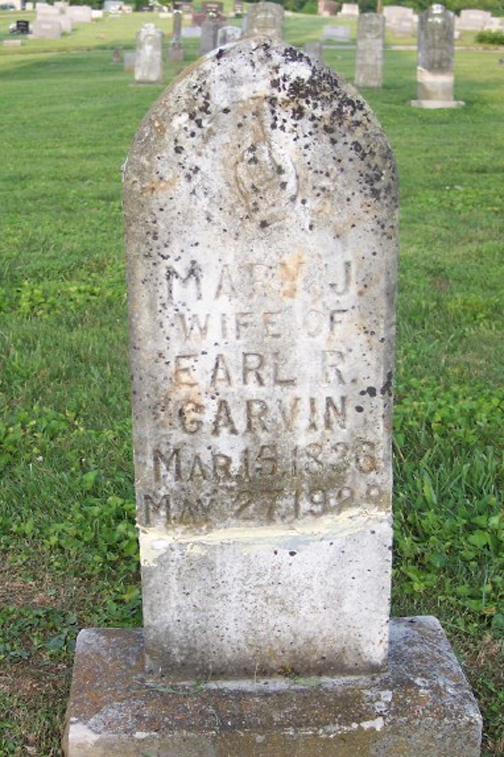 MARY J.
WIFE OF
EARL R.
GARVIN
MAR. 15, 1836
MAY 27,